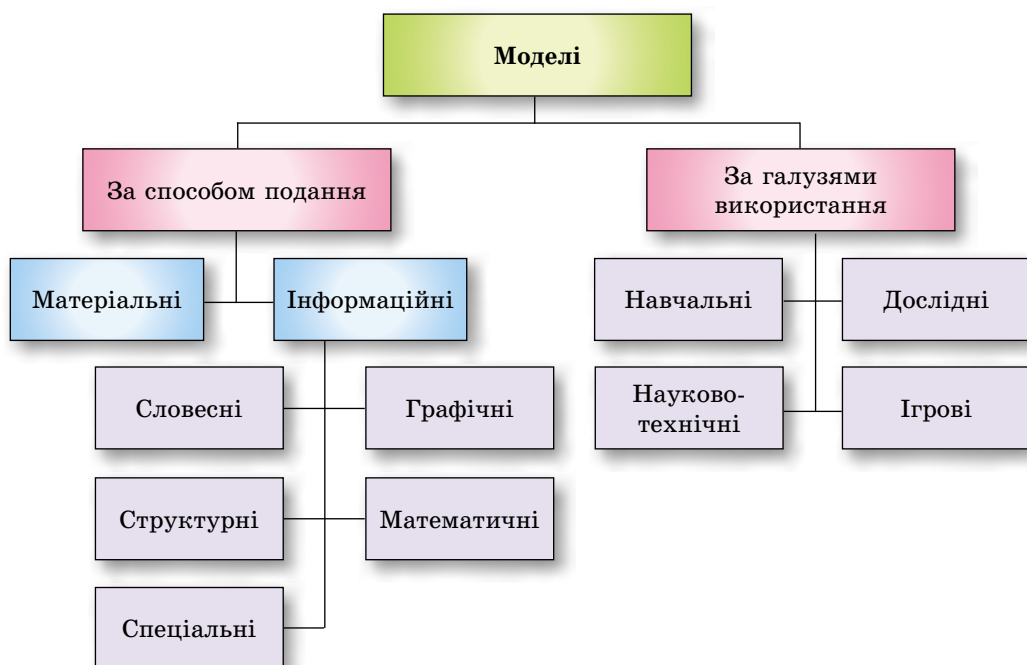 Моделі
За способом подання
За галузями
використання
Матеріальні
Інформаційні
Навчальні
Дослідні
Словесні
Графічні
Науково-
технічні
Ігрові
Структурні
Математичні
Спеціальні